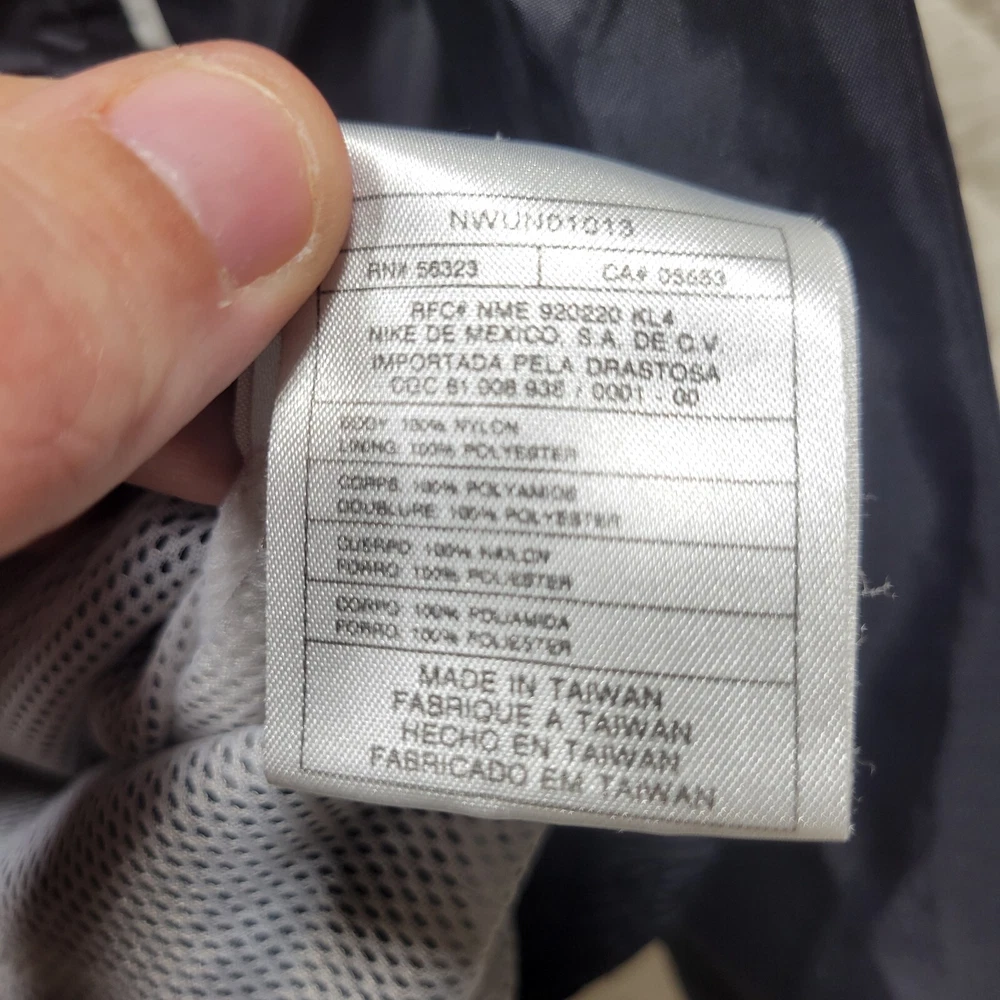 NWUN01013
RN# 56323 CA# 05553
RFC# NME 920220 KL4
NIKE DE MEXICO, S.A. DE C.V.
IMPORTADA PELA DRASTOSA
CGC 61 008 938 / 0001 - 00
BODY 100% NYLON
LINING 100% POLYESTER
CORPS 100% POLYAMIDE
DOUBLURE 100% POLYESTER
CUERPO 100% NAILON
FORRO 100% POLIESTER
CORPO 100% POLIAMIDA
FORRO 100% POLIESTER
MADE IN TAIWAN
FABRIQUE A TAIWAN
HECHO EN TAIWAN
FABRICADO EM TAIWAN